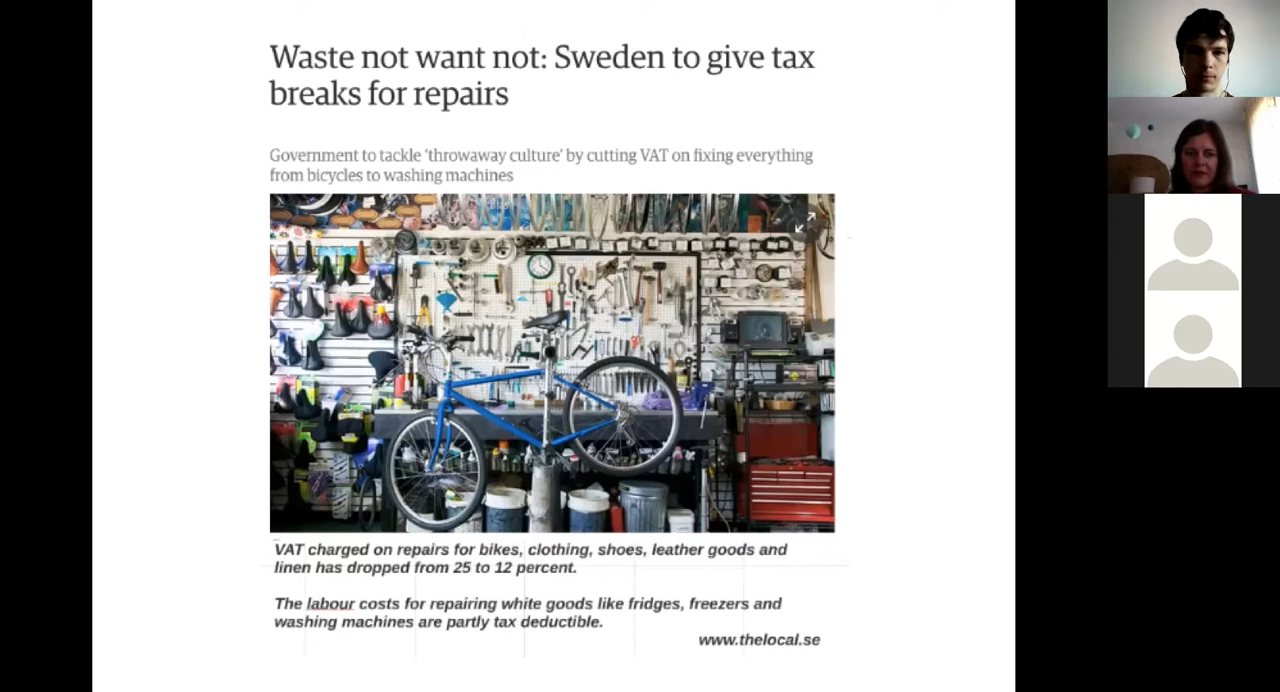 Waste not want not: Sweden to give tax
breaks for repairs
Government to tackle ‘throwaway culture’ by cutting VAT on fixing everything
from bicycles to washing machines
VAT charged on repairs for bikes, clothing, shoes, leather goods and
linen has dropped from 25 to 12 percent.
The labour costs for repairing white goods like fridges, freezers and
washing machines are partly tax deductible.
www.thelocal.se